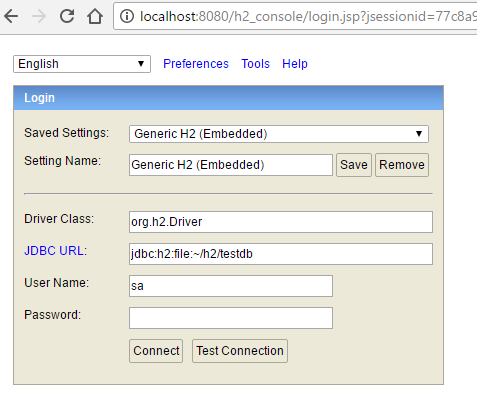 localhost:8080/h2_console/login.jsp?jsessionid=77c8a9
English Preferences Tools Help
Login
Saved Settings: Generic H2 (Embedded)
Setting Name: Generic H2 (Embedded) Save Remove
Driver Class: org.h2.Driver
JDBC URL: jdbc:h2:file:~/h2/testdb
User Name: sa
Password:
Connect Test Connection